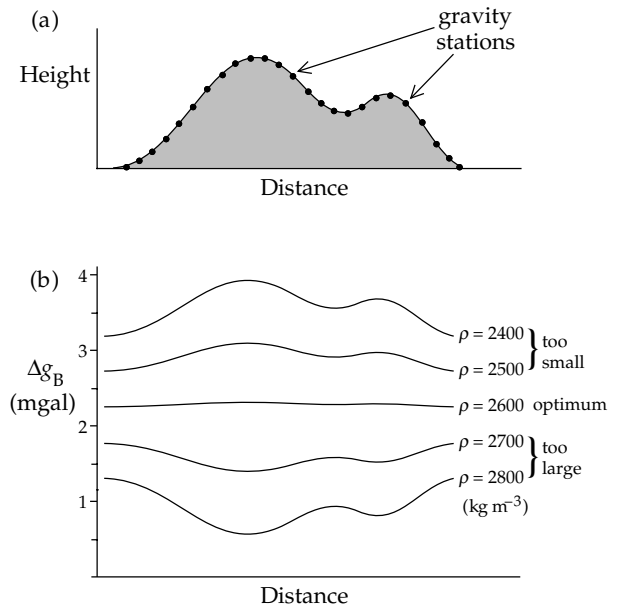 (a)
gravity
stations
Height
Distance
(b)
4
3
2
1
Δg_B
(mgal)
ρ = 2400
ρ = 2500
} too
small
ρ = 2600 optimum
ρ = 2700
ρ = 2800
} too
large
(kg m⁻³)
Distance